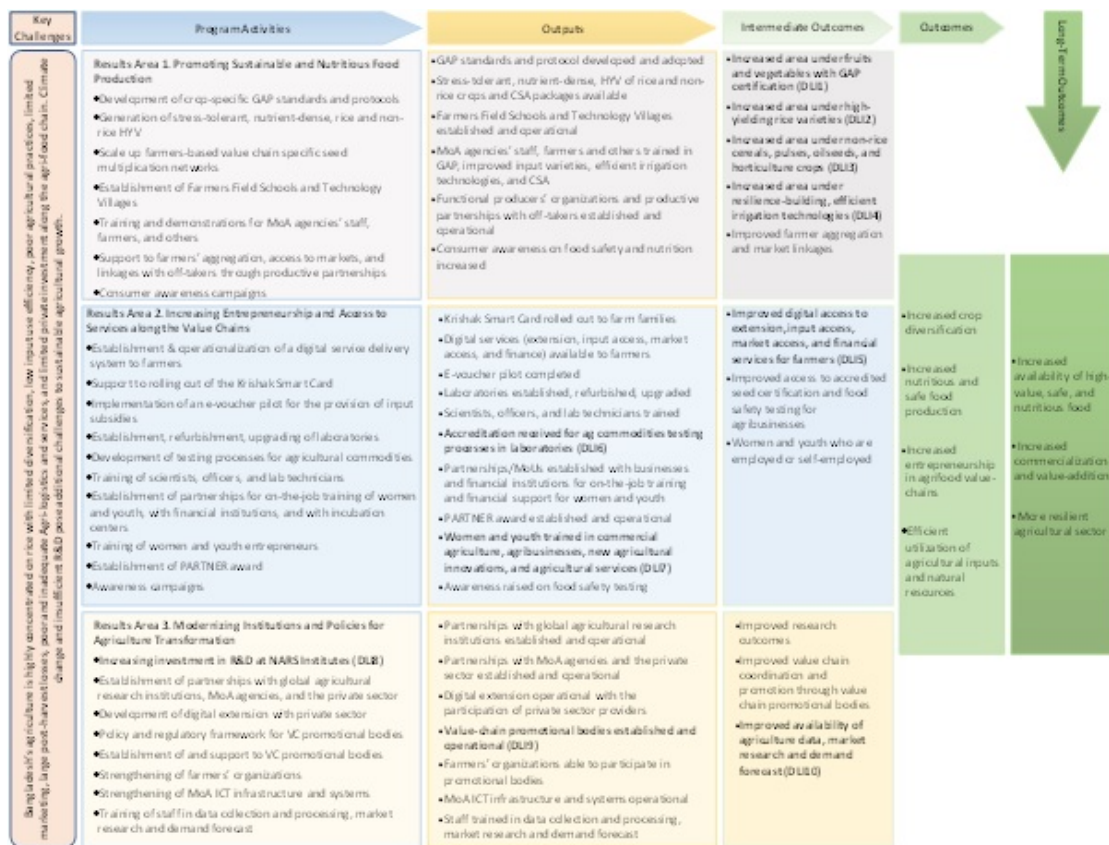 Key
Challenges
Program Activities
Outputs
Intermediate Outcomes
Outcomes
Long-Term Outcomes
Bangladesh's agriculture is highly concentrated on rice with limited diversification, low input use efficiency, poor agricultural practices, limited
marketing, large post-harvest losses, poor and inadequate Agri-logistics and services, and limited private investment along the agri-food chain. Climate
change and insufficient R&D pose additional challenges to sustainable agricultural growth.
Results Area 1. Promoting Sustainable and Nutritious Food
Production
◆Development of crop-specific GAP standards and protocols
◆Generation of stress-tolerant, nutrient-dense, rice and non-
rice HYV
◆Scale up farmers-based value chain specific seed
multiplication networks
◆Establishment of Farmers Field Schools and Technology
Villages
◆Training and demonstrations for MoA agencies' staff,
farmers, and others
◆Support to farmers' aggregation, access to markets, and
linkages with off-takers through productive partnerships
◆Consumer awareness campaigns
•GAP standards and protocol developed and adopted
•Stress-tolerant, nutrient-dense, HYV of rice and non-
rice crops and CSA packages available
•Farmers Field Schools and Technology Villages
established and operational
•MoA agencies' staff, farmers and others trained in
GAP, improved input varieties, efficient irrigation
technologies, and CSA
•Functional producers' organizations and productive
partnerships with off-takers established and
operational
•Consumer awareness on food safety and nutrition
increased
•Increased area under fruits
and vegetables with GAP
certification (DLI1)
•Increased area under high-
yielding rice varieties (DLI2)
•Increased area under non-rice
cereals, pulses, oilseeds, and
horticulture crops (DLI3)
•Increased area under
resilience-building, efficient
irrigation technologies (DLI4)
•Improved farmer aggregation
and market linkages
Results Area 2. Increasing Entrepreneurship and Access to
Services along the Value Chains
◆Establishment & operationalization of a digital service delivery
system to farmers
◆Support to rolling out of the Krishak Smart Card
◆Implementation of an e-voucher pilot for the provision of input
subsidies
◆Establishment, refurbishment, upgrading of laboratories
◆Development of testing processes for agricultural commodities
◆Training of scientists, officers, and lab technicians
◆Establishment of partnerships for on-the-job training of women
and youth, with financial institutions, and with incubation
centers
◆Training of women and youth entrepreneurs
◆Establishment of PARTNER award
◆Awareness campaigns
•Krishak Smart Card rolled out to farm families
•Digital services (extension, input access, market
access, and finance) available to farmers
•E-voucher pilot completed
•Laboratories established, refurbished, upgraded
•Scientists, officers, and lab technicians trained
•Accreditation received for ag commodities testing
processes in laboratories (DLI6)
•Partnerships/MoUs established with businesses
and financial institutions for on-the-job training
and financial support for women and youth
•PARTNER award established and operational
•Women and youth trained in commercial
agriculture, agribusinesses, new agricultural
innovations, and agricultural services (DLI7)
•Awareness raised on food safety testing
•Improved digital access to
extension, input access,
market access, and financial
services for farmers (DLI5)
•Improved access to accredited
seed certification and food
safety testing for
agribusinesses
•Women and youth who are
employed or self-employed
Results Area 3. Modernizing Institutions and Policies for
Agriculture Transformation
◆Increasing investment in R&D at NARS Institutes (DLI8)
◆Establishment of partnerships with global agricultural
research institutions, MoA agencies, and the private sector
◆Development of digital extension with private sector
◆Policy and regulatory framework for VC promotional bodies
◆Establishment of and support to VC promotional bodies
◆Strengthening of farmers' organizations
◆Strengthening of MoA ICT infrastructure and systems
◆Training of staff in data collection and processing, market
research and demand forecast
•Partnerships with global agricultural research
institutions established and operational
•Partnerships with MoA agencies and the private
sector established and operational
•Digital extension operational with the
participation of private sector providers
•Value-chain promotional bodies established and
operational (DLI9)
•Farmers' organizations able to participate in
promotional bodies
•MoA ICT infrastructure and systems operational
•Staff trained in data collection and processing,
market research and demand forecast
•Improved research
outcomes
•Improved value chain
coordination and
promotion through value
chain promotional bodies
•Improved availability of
agriculture data, market
research and demand
forecast (DLI10)
•Increased crop
diversification
•Increased
nutritious and
safe food
production
•Increased
entrepreneurship
in agrifood value-
chains
◆Efficient
utilization of
agricultural inputs
and natural
resources
•Increased
availability of high-
value, safe, and
nutritious food
•Increased
commercialization
and value-addition
•More resilient
agricultural sector